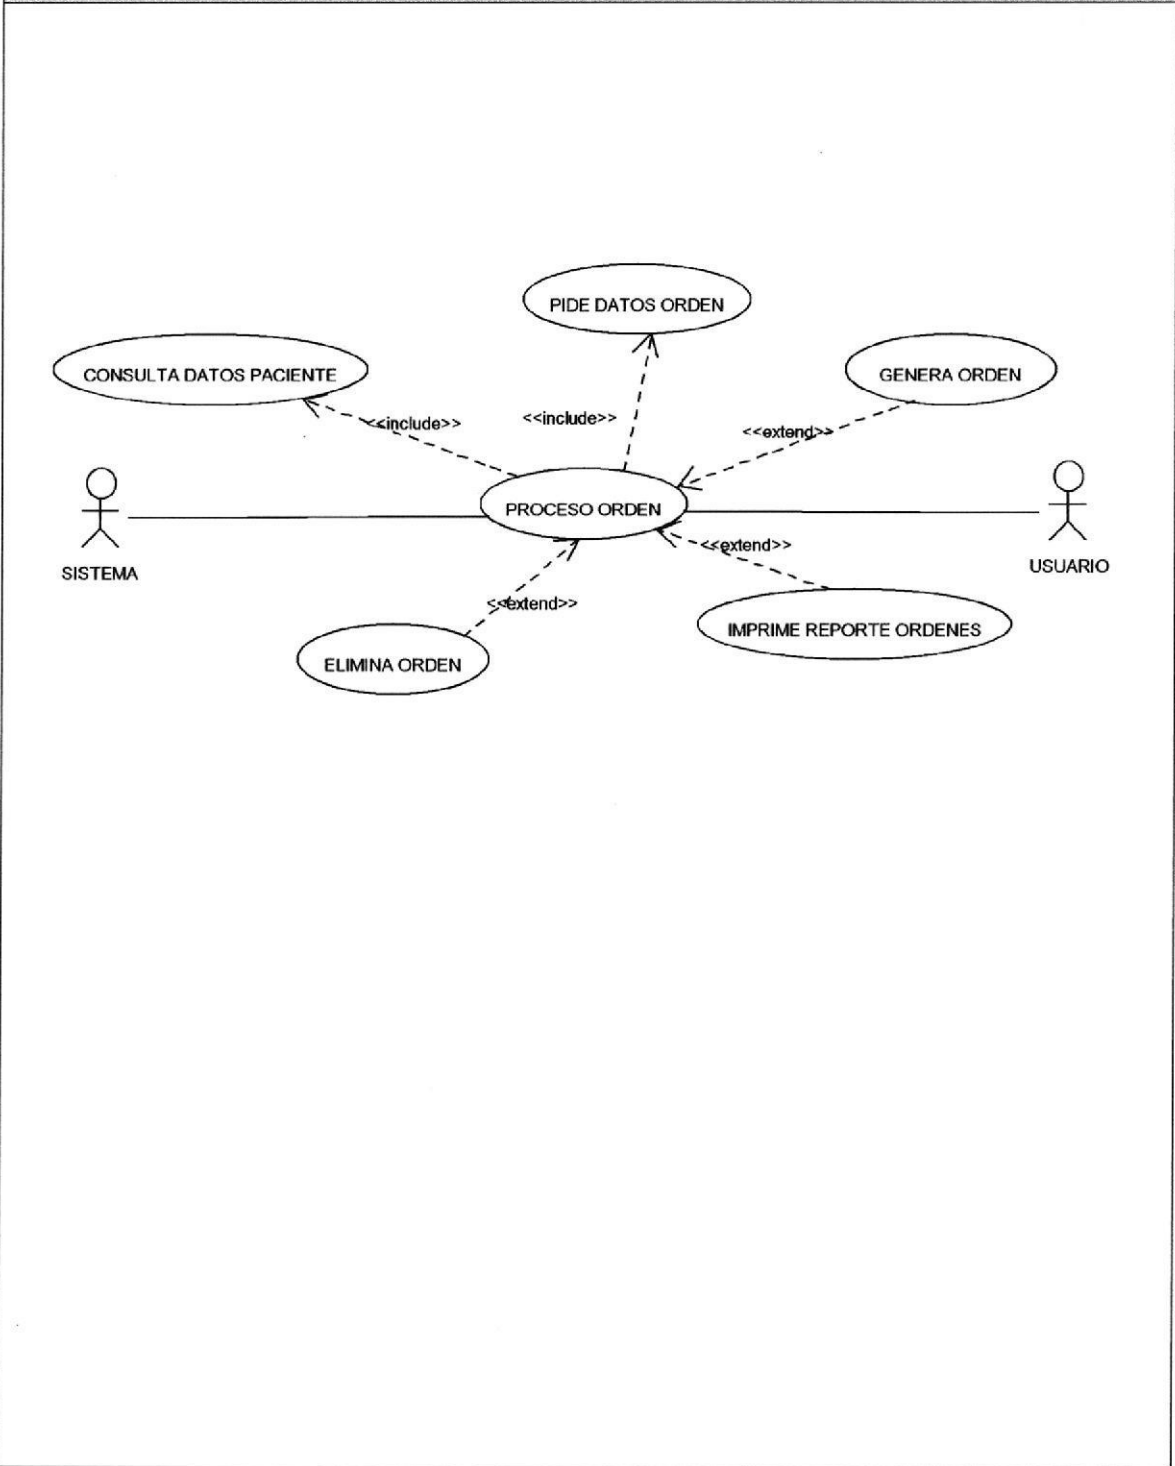 PIDE DATOS ORDEN
CONSULTA DATOS PACIENTE
GENERA ORDEN
<<include>>
<<include>>
<<extend>>
PROCESO ORDEN
SISTEMA
<<extend>>
USUARIO
<<extend>>
IMPRIME REPORTE ORDENES
ELIMINA ORDEN